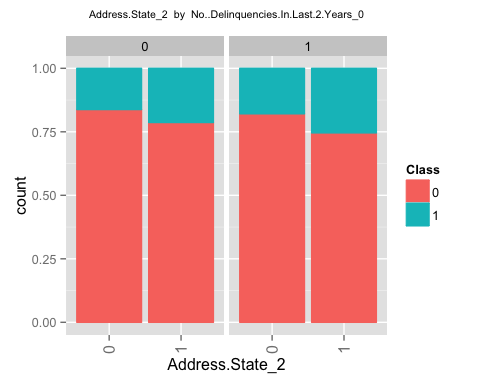 Address.State_2 by No..Delinquencies.In.Last.2.Years_0
0 1
1.00
0.75
0.50
0.25
0.00
count
0 1 0 1
Address.State_2
Class
0
1